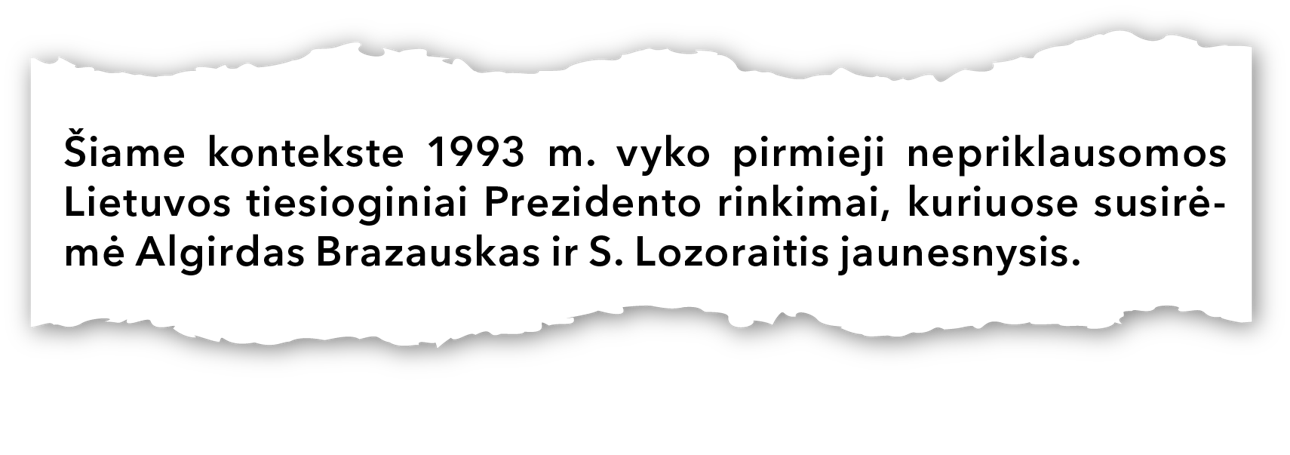 Šiame kontekste 1993 m. vyko pirmieji nepriklausomos
Lietuvos tiesioginiai Prezidento rinkimai, kuriuose susirė-
mė Algirdas Brazauskas ir S. Lozoraitis jaunesnysis.